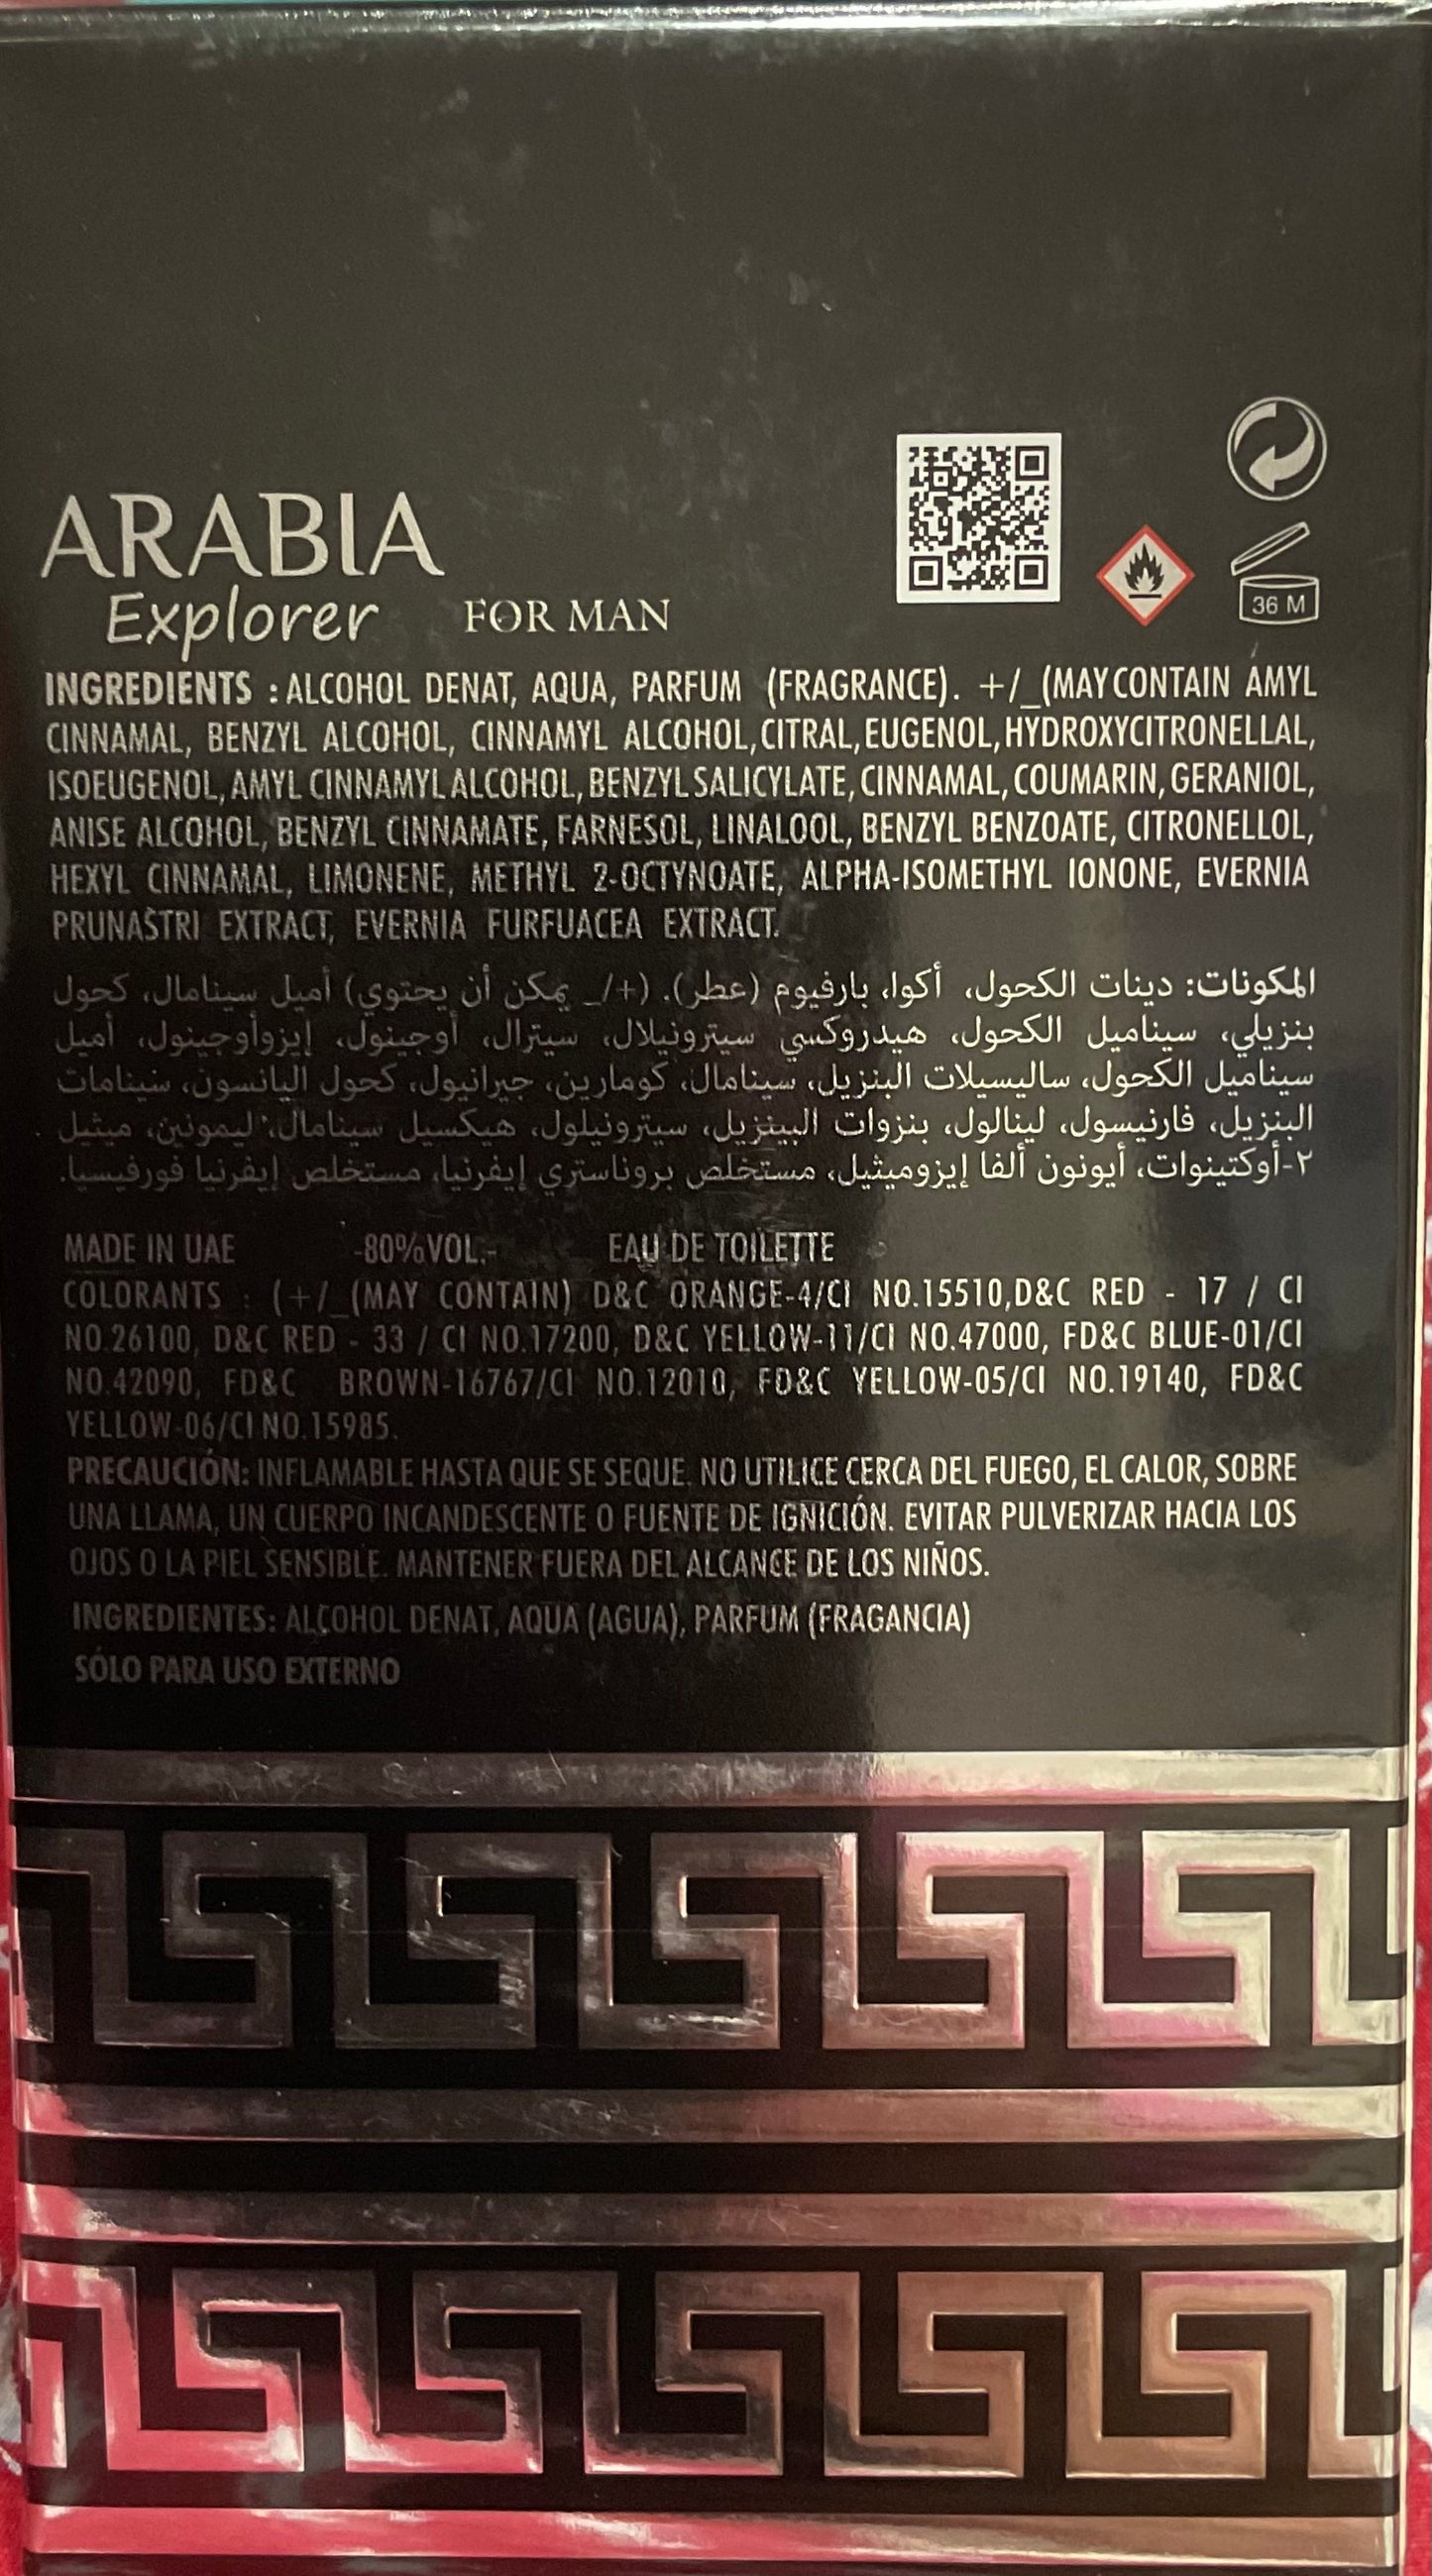 ARABIA
Explorer FOR MAN
36 M
INGREDIENTS : ALCOHOL DENAT, AQUA, PARFUM (FRAGRANCE). +/_(MAY CONTAIN AMYL
CINNAMAL, BENZYL ALCOHOL, CINNAMYL ALCOHOL, CITRAL, EUGENOL, HYDROXYCITRONELLAL,
ISOEUGENOL, AMYL CINNAMYL ALCOHOL, BENZYL SALICYLATE, CINNAMAL, COUMARIN, GERANIOL,
ANISE ALCOHOL, BENZYL CINNAMATE, FARNESOL, LINALOOL, BENZYL BENZOATE, CITRONELLOL,
HEXYL CINNAMAL, LIMONENE, METHYL 2-OCTYNOATE, ALPHA-ISOMETHYL IONONE, EVERNIA
PRUNASTRI EXTRACT, EVERNIA FURFUACEA EXTRACT.
المكونات: دينات الكحول، أكوا، بارفيوم (عطر). (+/_ يمكن أن يحتوي) أميل سينامال، كحول
بنزيلي، سيناميل الكحول، هيدروكسي سيترونيلال، سيترال، أوجينول، إيزوأوجينول، أميل
سيناميل الكحول، ساليسيلات البنزيل، سينامال، كومارين، جيرانيول، كحول اليانسون، سينامات
البنزيل، فارنيسول، لينالول، بنزوات البينزيل، سيترونيلول، هيكسيل سينامال، ليمونين، ميثيل
٢-أوكتينوات، أيونون ألفا إيزوميثيل، مستخلص بروناستري إيفرنيا، مستخلص إيفرنيا فورفيسيا.
MADE IN UAE -80%VOL.- EAU DE TOILETTE
COLORANTS : (+/_(MAY CONTAIN) D&C ORANGE-4/CI NO.15510,D&C RED - 17 / CI
NO.26100, D&C RED - 33 / CI NO.17200, D&C YELLOW-11/CI NO.47000, FD&C BLUE-01/CI
NO.42090, FD&C BROWN-16767/CI NO.12010, FD&C YELLOW-05/CI NO.19140, FD&C
YELLOW-06/CI NO.15985.
PRECAUCIÓN: INFLAMABLE HASTA QUE SE SEQUE. NO UTILICE CERCA DEL FUEGO, EL CALOR, SOBRE
UNA LLAMA, UN CUERPO INCANDESCENTE O FUENTE DE IGNICIÓN. EVITAR PULVERIZAR HACIA LOS
OJOS O LA PIEL SENSIBLE. MANTENER FUERA DEL ALCANCE DE LOS NIÑOS.
INGREDIENTES: ALCOHOL DENAT, AQUA (AGUA), PARFUM (FRAGANCIA)
SÓLO PARA USO EXTERNO